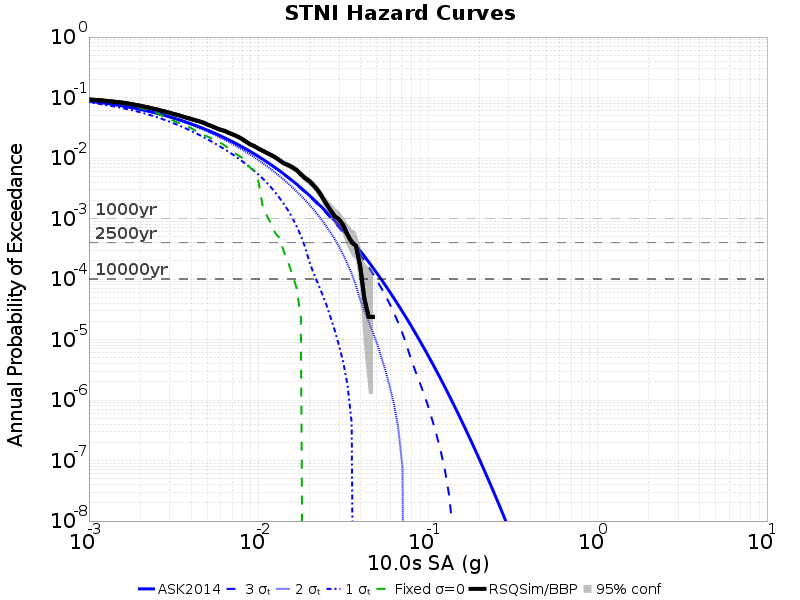 STNI Hazard Curves
Annual Probability of Exceedance
10^0
10^-1
10^-2
10^-3
10^-4
10^-5
10^-6
10^-7
10^-8
1000yr
2500yr
10000yr
10^-3 10^-2 10^-1 10^0 10^1
10.0s SA (g)
ASK2014 3 σₜ 2 σₜ 1 σₜ Fixed σ=0 RSQSim/BBP 95% conf